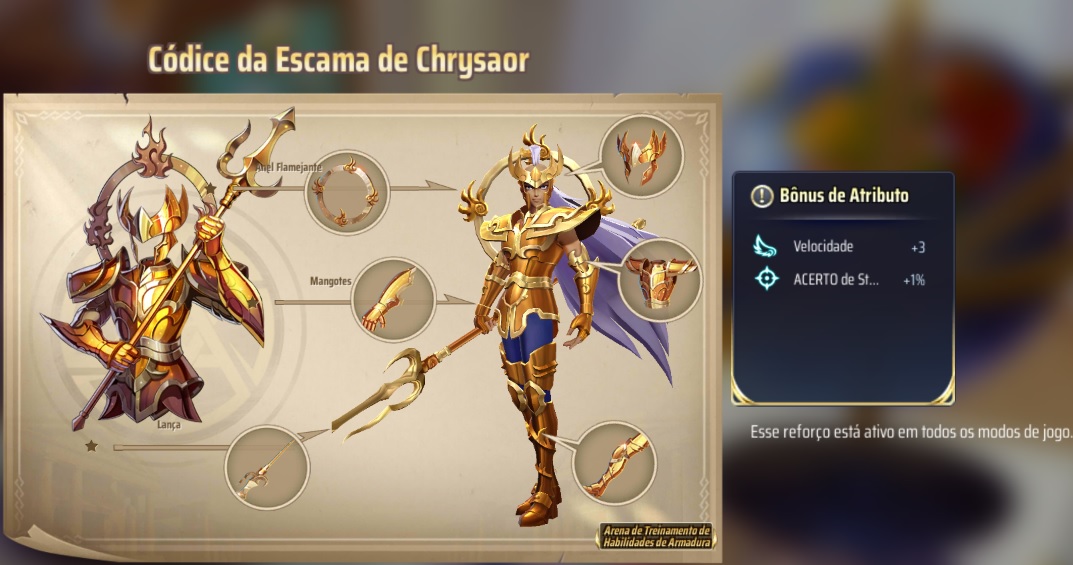 Códice da Escama de Chrysaor
Anel Flamejante
Mangotes
Lança
Arena de Treinamento de
Habilidades de Armadura
Bônus de Atributo
Velocidade +3
ACERTO de St... +1%
Esse reforço está ativo em todos os modos de jogo.